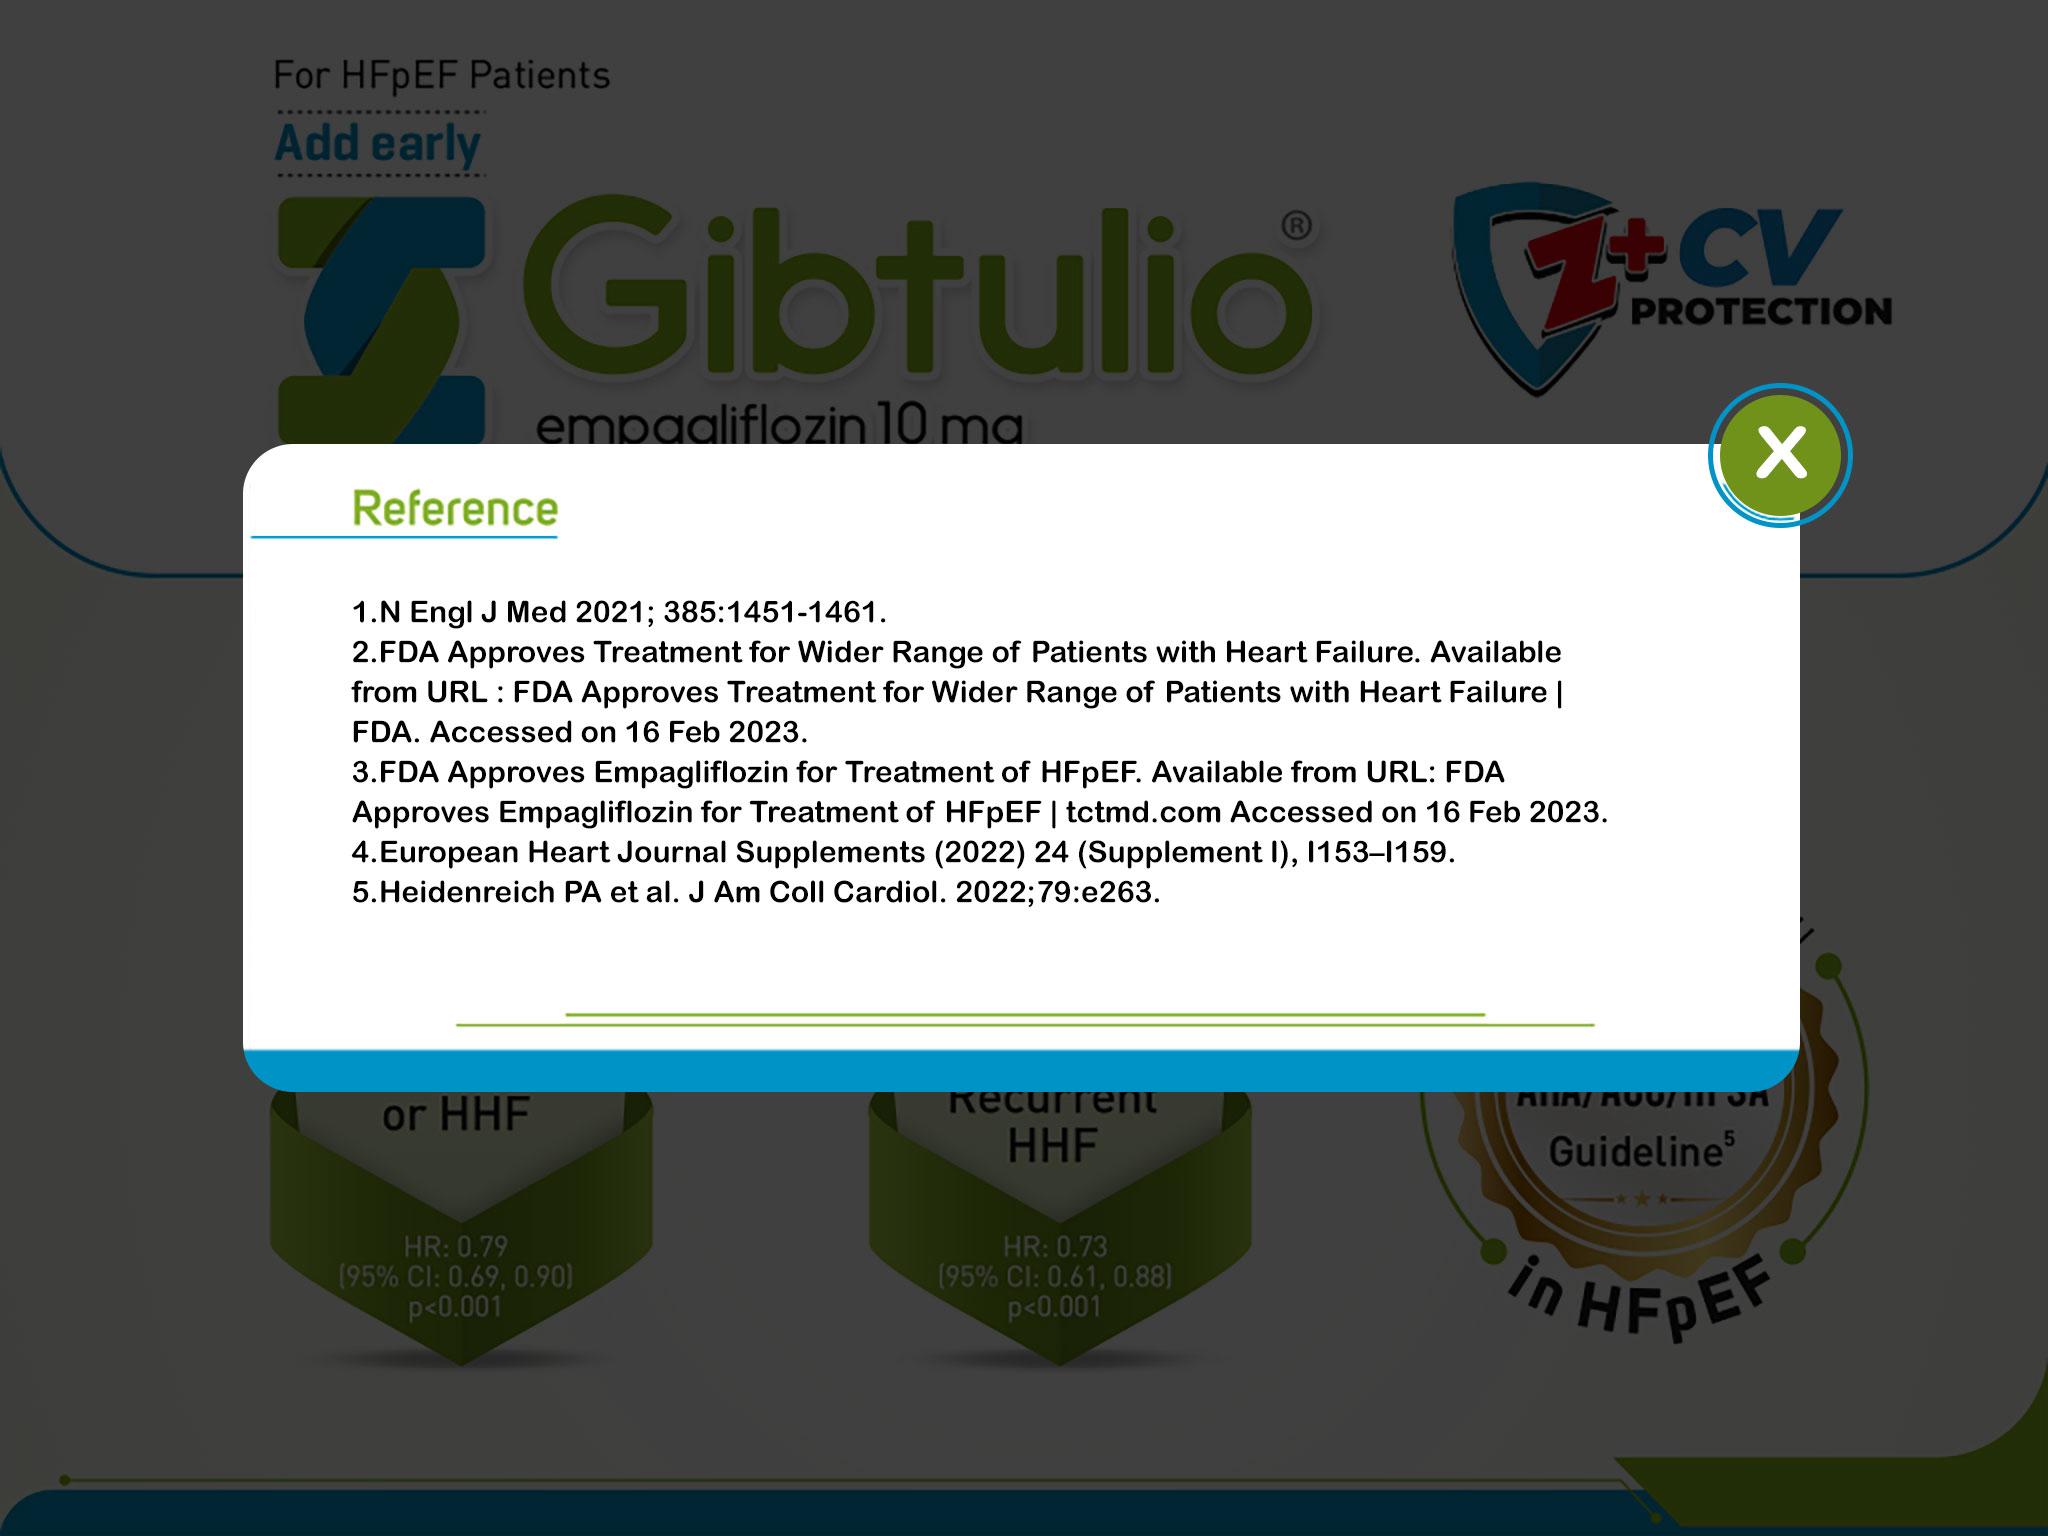 For HFpEF Patients
Add early
Gibtulio®
empagliflozin 10 mg
Z+ CV
PROTECTION
X
Reference
1.N Engl J Med 2021; 385:1451-1461.
2.FDA Approves Treatment for Wider Range of Patients with Heart Failure. Available
from URL : FDA Approves Treatment for Wider Range of Patients with Heart Failure |
FDA. Accessed on 16 Feb 2023.
3.FDA Approves Empagliflozin for Treatment of HFpEF. Available from URL: FDA
Approves Empagliflozin for Treatment of HFpEF | tctmd.com Accessed on 16 Feb 2023.
4.European Heart Journal Supplements (2022) 24 (Supplement I), I153–I159.
5.Heidenreich PA et al. J Am Coll Cardiol. 2022;79:e263.
or HHF
HR: 0.79
(95% CI: 0.69, 0.90)
p<0.001
Recurrent
HHF
HR: 0.73
(95% CI: 0.61, 0.88)
p<0.001
AHA/ACC/HFSA
Guideline⁵
in HFpEF